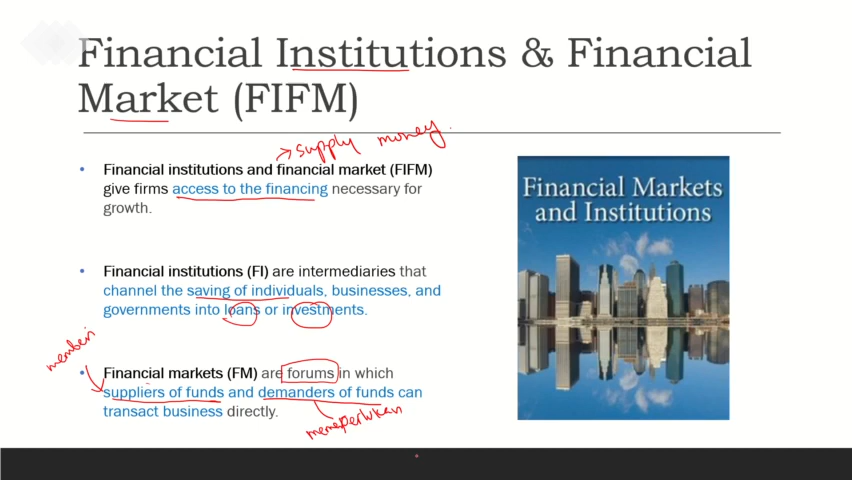 Financial Institutions & Financial
Market (FIFM)
supply money.
Financial institutions and financial market (FIFM)
give firms access to the financing necessary for
growth.
Financial Markets
and Institutions
Financial institutions (FI) are intermediaries that
channel the saving of individuals, businesses, and
governments into loans or investments.
memberi
Financial markets (FM) are forums in which
suppliers of funds and demanders of funds can
transact business directly.
memerlukan